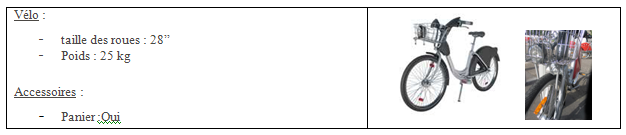 Vélo :
- taille des roues : 28”
- Poids : 25 kg
Accessoires :
- Panier :Oui